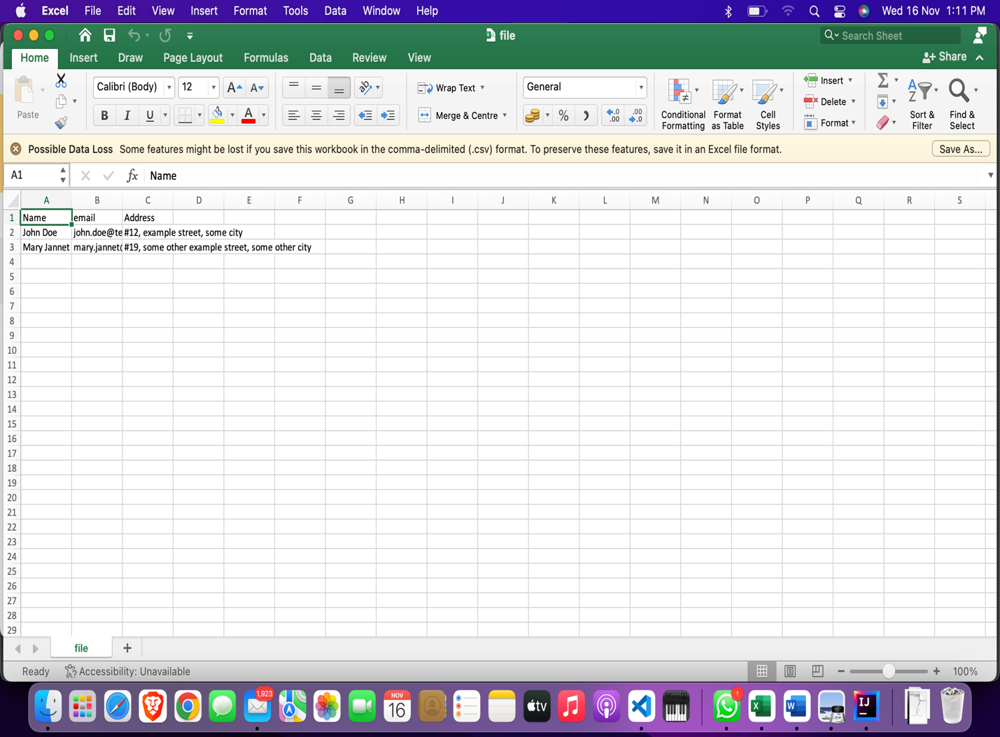 Excel File Edit View Insert Format Tools Data Window Help Wed 16 Nov 1:11 PM
file Search Sheet
Home Insert Draw Page Layout Formulas Data Review View Share
Calibri (Body) 12 Wrap Text General Insert
Paste B I U Merge & Centre % Conditional Formatting Format as Table Cell Styles Delete Format Sort & Filter Find & Select
Possible Data Loss Some features might be lost if you save this workbook in the comma-delimited (.csv) format. To preserve these features, save it in an Excel file format. Save As...
A1 fx Name
A B C D E F G H I J K L M N O P Q R S
1 Name email Address
2 John Doe john.doe@te #12, example street, some city
3 Mary Jannet mary.jannet( #19, some other example street, some other city
4
5
6
7
8
9
10
11
12
13
14
15
16
17
18
19
20
21
22
23
24
25
26
27
28
29
file +
Ready Accessibility: Unavailable 100%
1,923 NOV 16 tv IJ